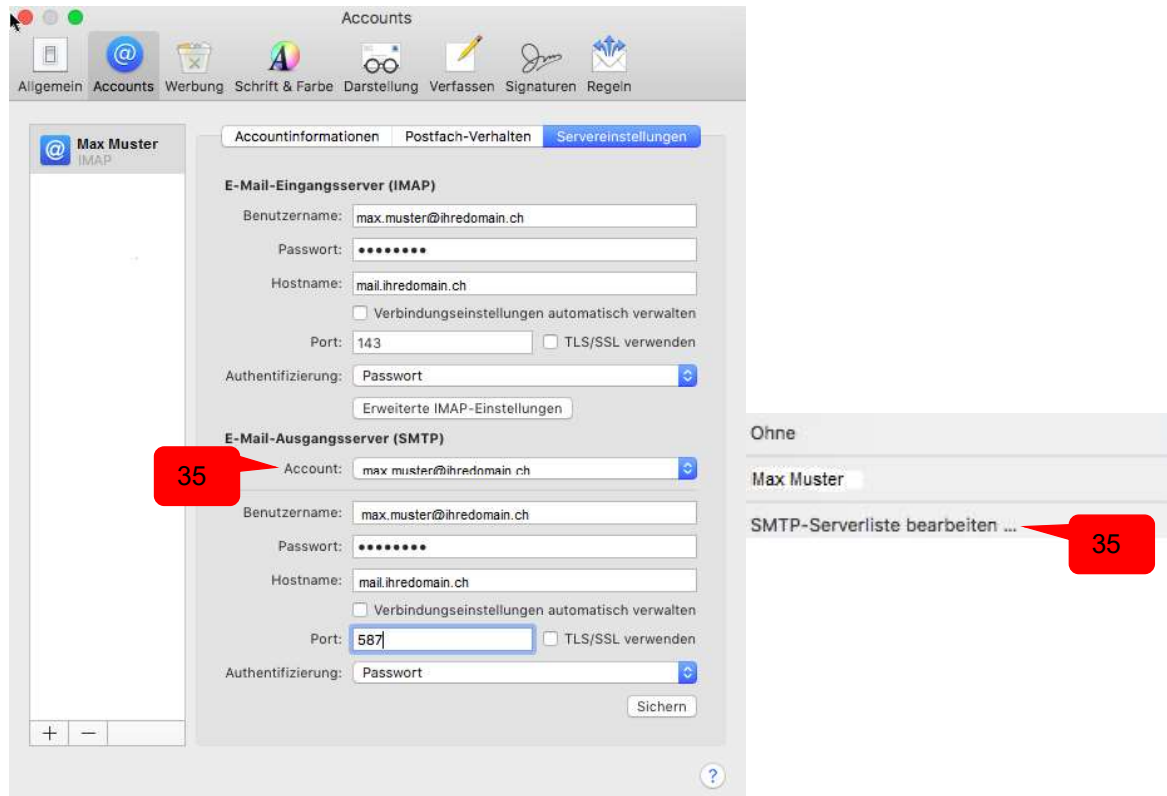 Accounts
Allgemein Accounts Werbung Schrift & Farbe Darstellung Verfassen Signaturen Regeln
Max Muster
IMAP
Accountinformationen Postfach-Verhalten Servereinstellungen
E-Mail-Eingangsserver (IMAP)
Benutzername: max.muster@ihredomain.ch
Passwort: ••••••••
Hostname: mail.ihredomain.ch
Verbindungseinstellungen automatisch verwalten
Port: 143 TLS/SSL verwenden
Authentifizierung: Passwort
Erweiterte IMAP-Einstellungen
E-Mail-Ausgangsserver (SMTP)
35 Account: max.muster@ihredomain.ch
Benutzername: max.muster@ihredomain.ch
Passwort: ••••••••
Hostname: mail.ihredomain.ch
Verbindungseinstellungen automatisch verwalten
Port: 587 TLS/SSL verwenden
Authentifizierung: Passwort
Sichern
+ −
?
Ohne
Max Muster
SMTP-Serverliste bearbeiten ...
35